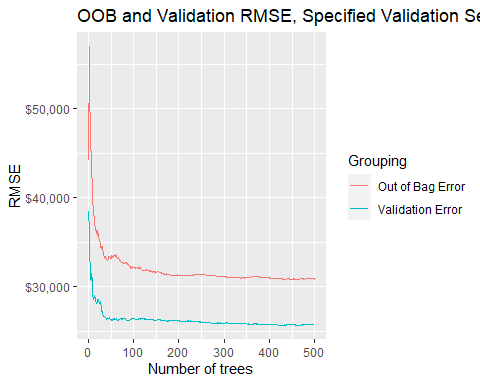 OOB and Validation RMSE, Specified Validation Se
$50,000
$40,000
$30,000
RMSE
0 100 200 300 400 500
Number of trees
Grouping
Out of Bag Error
Validation Error